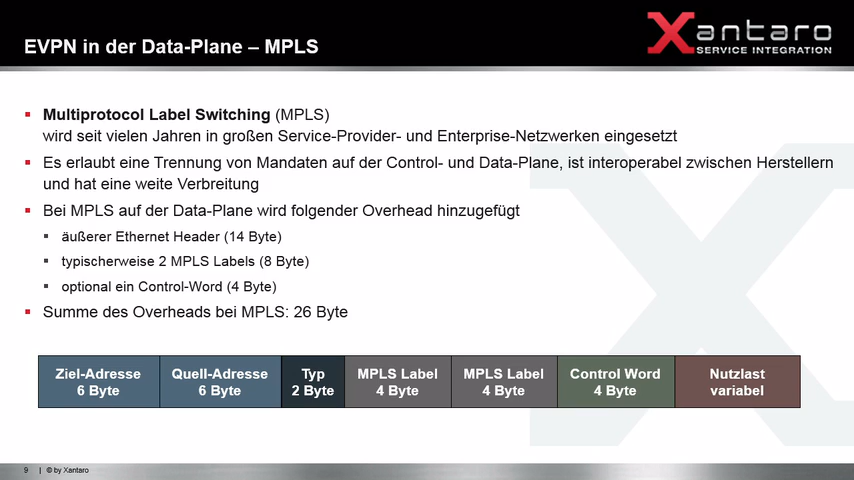 EVPN in der Data-Plane – MPLS
Xantaro
SERVICE INTEGRATION
Multiprotocol Label Switching (MPLS)
wird seit vielen Jahren in großen Service-Provider- und Enterprise-Netzwerken eingesetzt
Es erlaubt eine Trennung von Mandaten auf der Control- und Data-Plane, ist interoperabel zwischen Herstellern
und hat eine weite Verbreitung
Bei MPLS auf der Data-Plane wird folgender Overhead hinzugefügt
äußerer Ethernet Header (14 Byte)
typischerweise 2 MPLS Labels (8 Byte)
optional ein Control-Word (4 Byte)
Summe des Overheads bei MPLS: 26 Byte
Ziel-Adresse
6 Byte
Quell-Adresse
6 Byte
Typ
2 Byte
MPLS Label
4 Byte
MPLS Label
4 Byte
Control Word
4 Byte
Nutzlast
variabel
9 | © by Xantaro